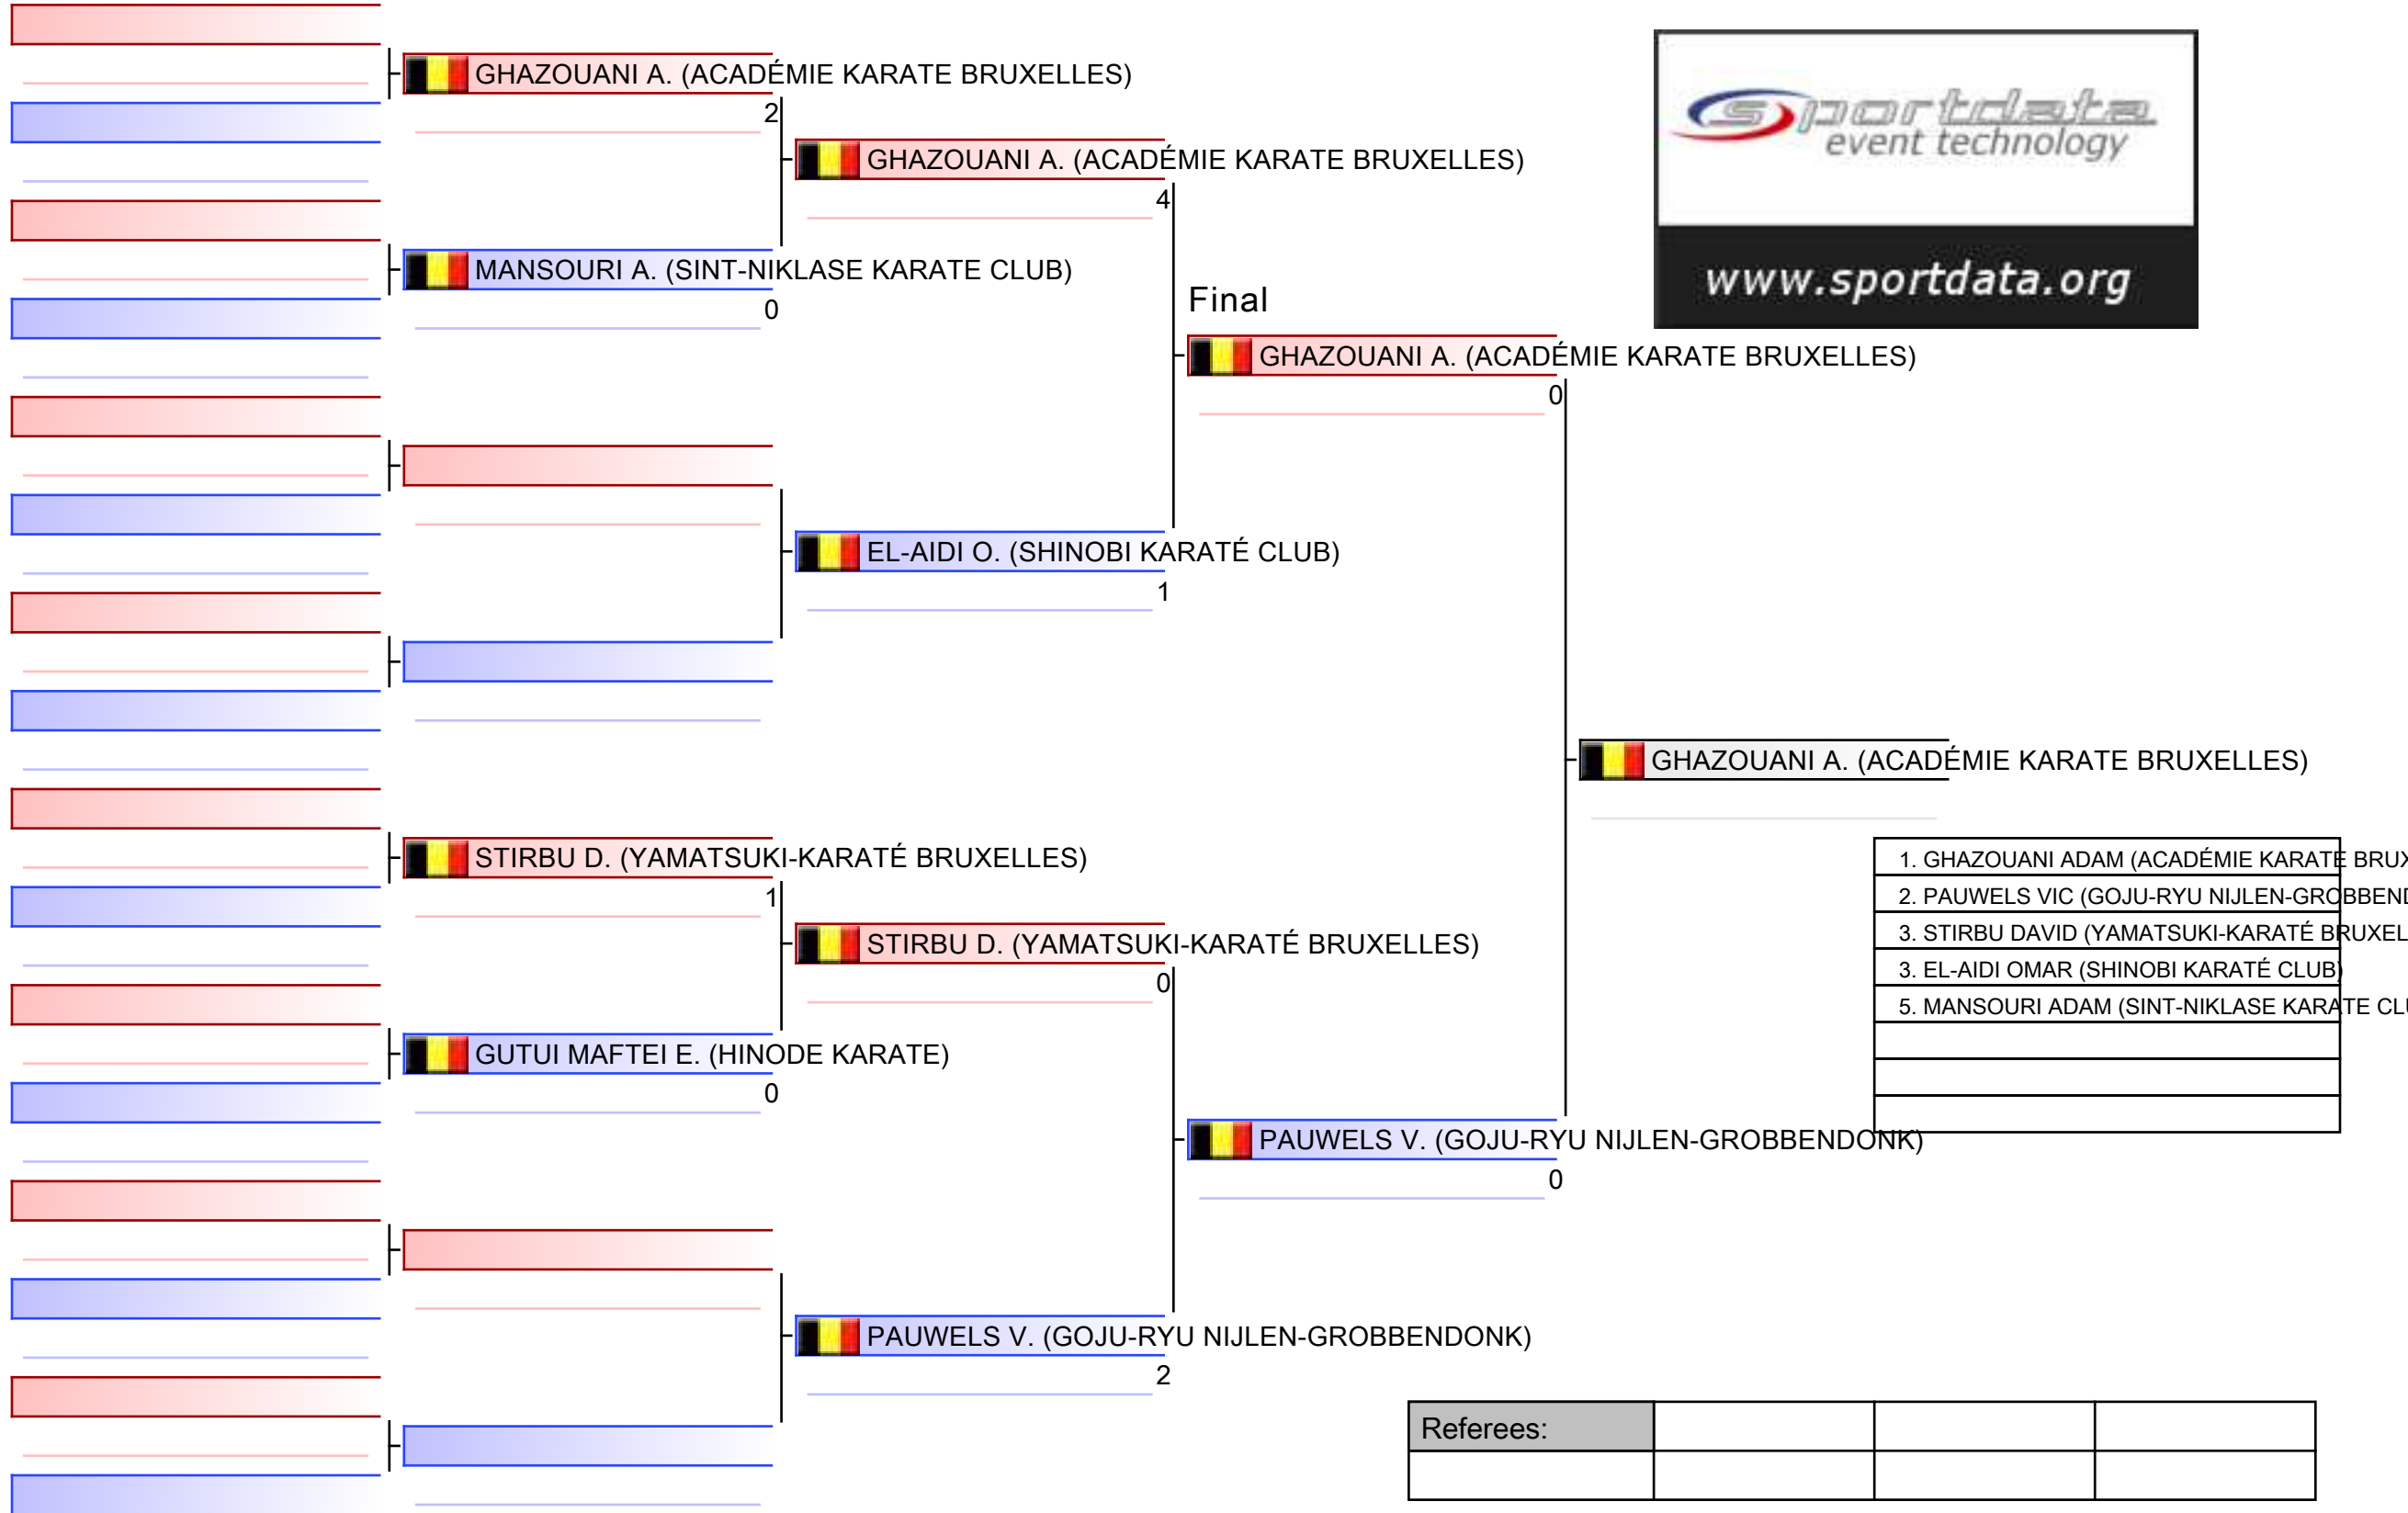 GHAZOUANI A. (ACADÉMIE KARATE BRUXELLES)
2
MANSOURI A. (SINT-NIKLASE KARATE CLUB)
0
GHAZOUANI A. (ACADÉMIE KARATE BRUXELLES)
4
EL-AIDI O. (SHINOBI KARATÉ CLUB)
1
STIRBU D. (YAMATSUKI-KARATÉ BRUXELLES)
1
GUTUI MAFTEI E. (HINODE KARATE)
0
STIRBU D. (YAMATSUKI-KARATÉ BRUXELLES)
0
PAUWELS V. (GOJU-RYU NIJLEN-GROBBENDONK)
2
Final
GHAZOUANI A. (ACADÉMIE KARATE BRUXELLES)
0
PAUWELS V. (GOJU-RYU NIJLEN-GROBBENDONK)
0
GHAZOUANI A. (ACADÉMIE KARATE BRUXELLES)
sportdata
event technology
www.sportdata.org
1. GHAZOUANI ADAM (ACADÉMIE KARATE BRUX
2. PAUWELS VIC (GOJU-RYU NIJLEN-GROBBEND
3. STIRBU DAVID (YAMATSUKI-KARATÉ BRUXEL
3. EL-AIDI OMAR (SHINOBI KARATÉ CLUB)
5. MANSOURI ADAM (SINT-NIKLASE KARATE CLU
Referees: